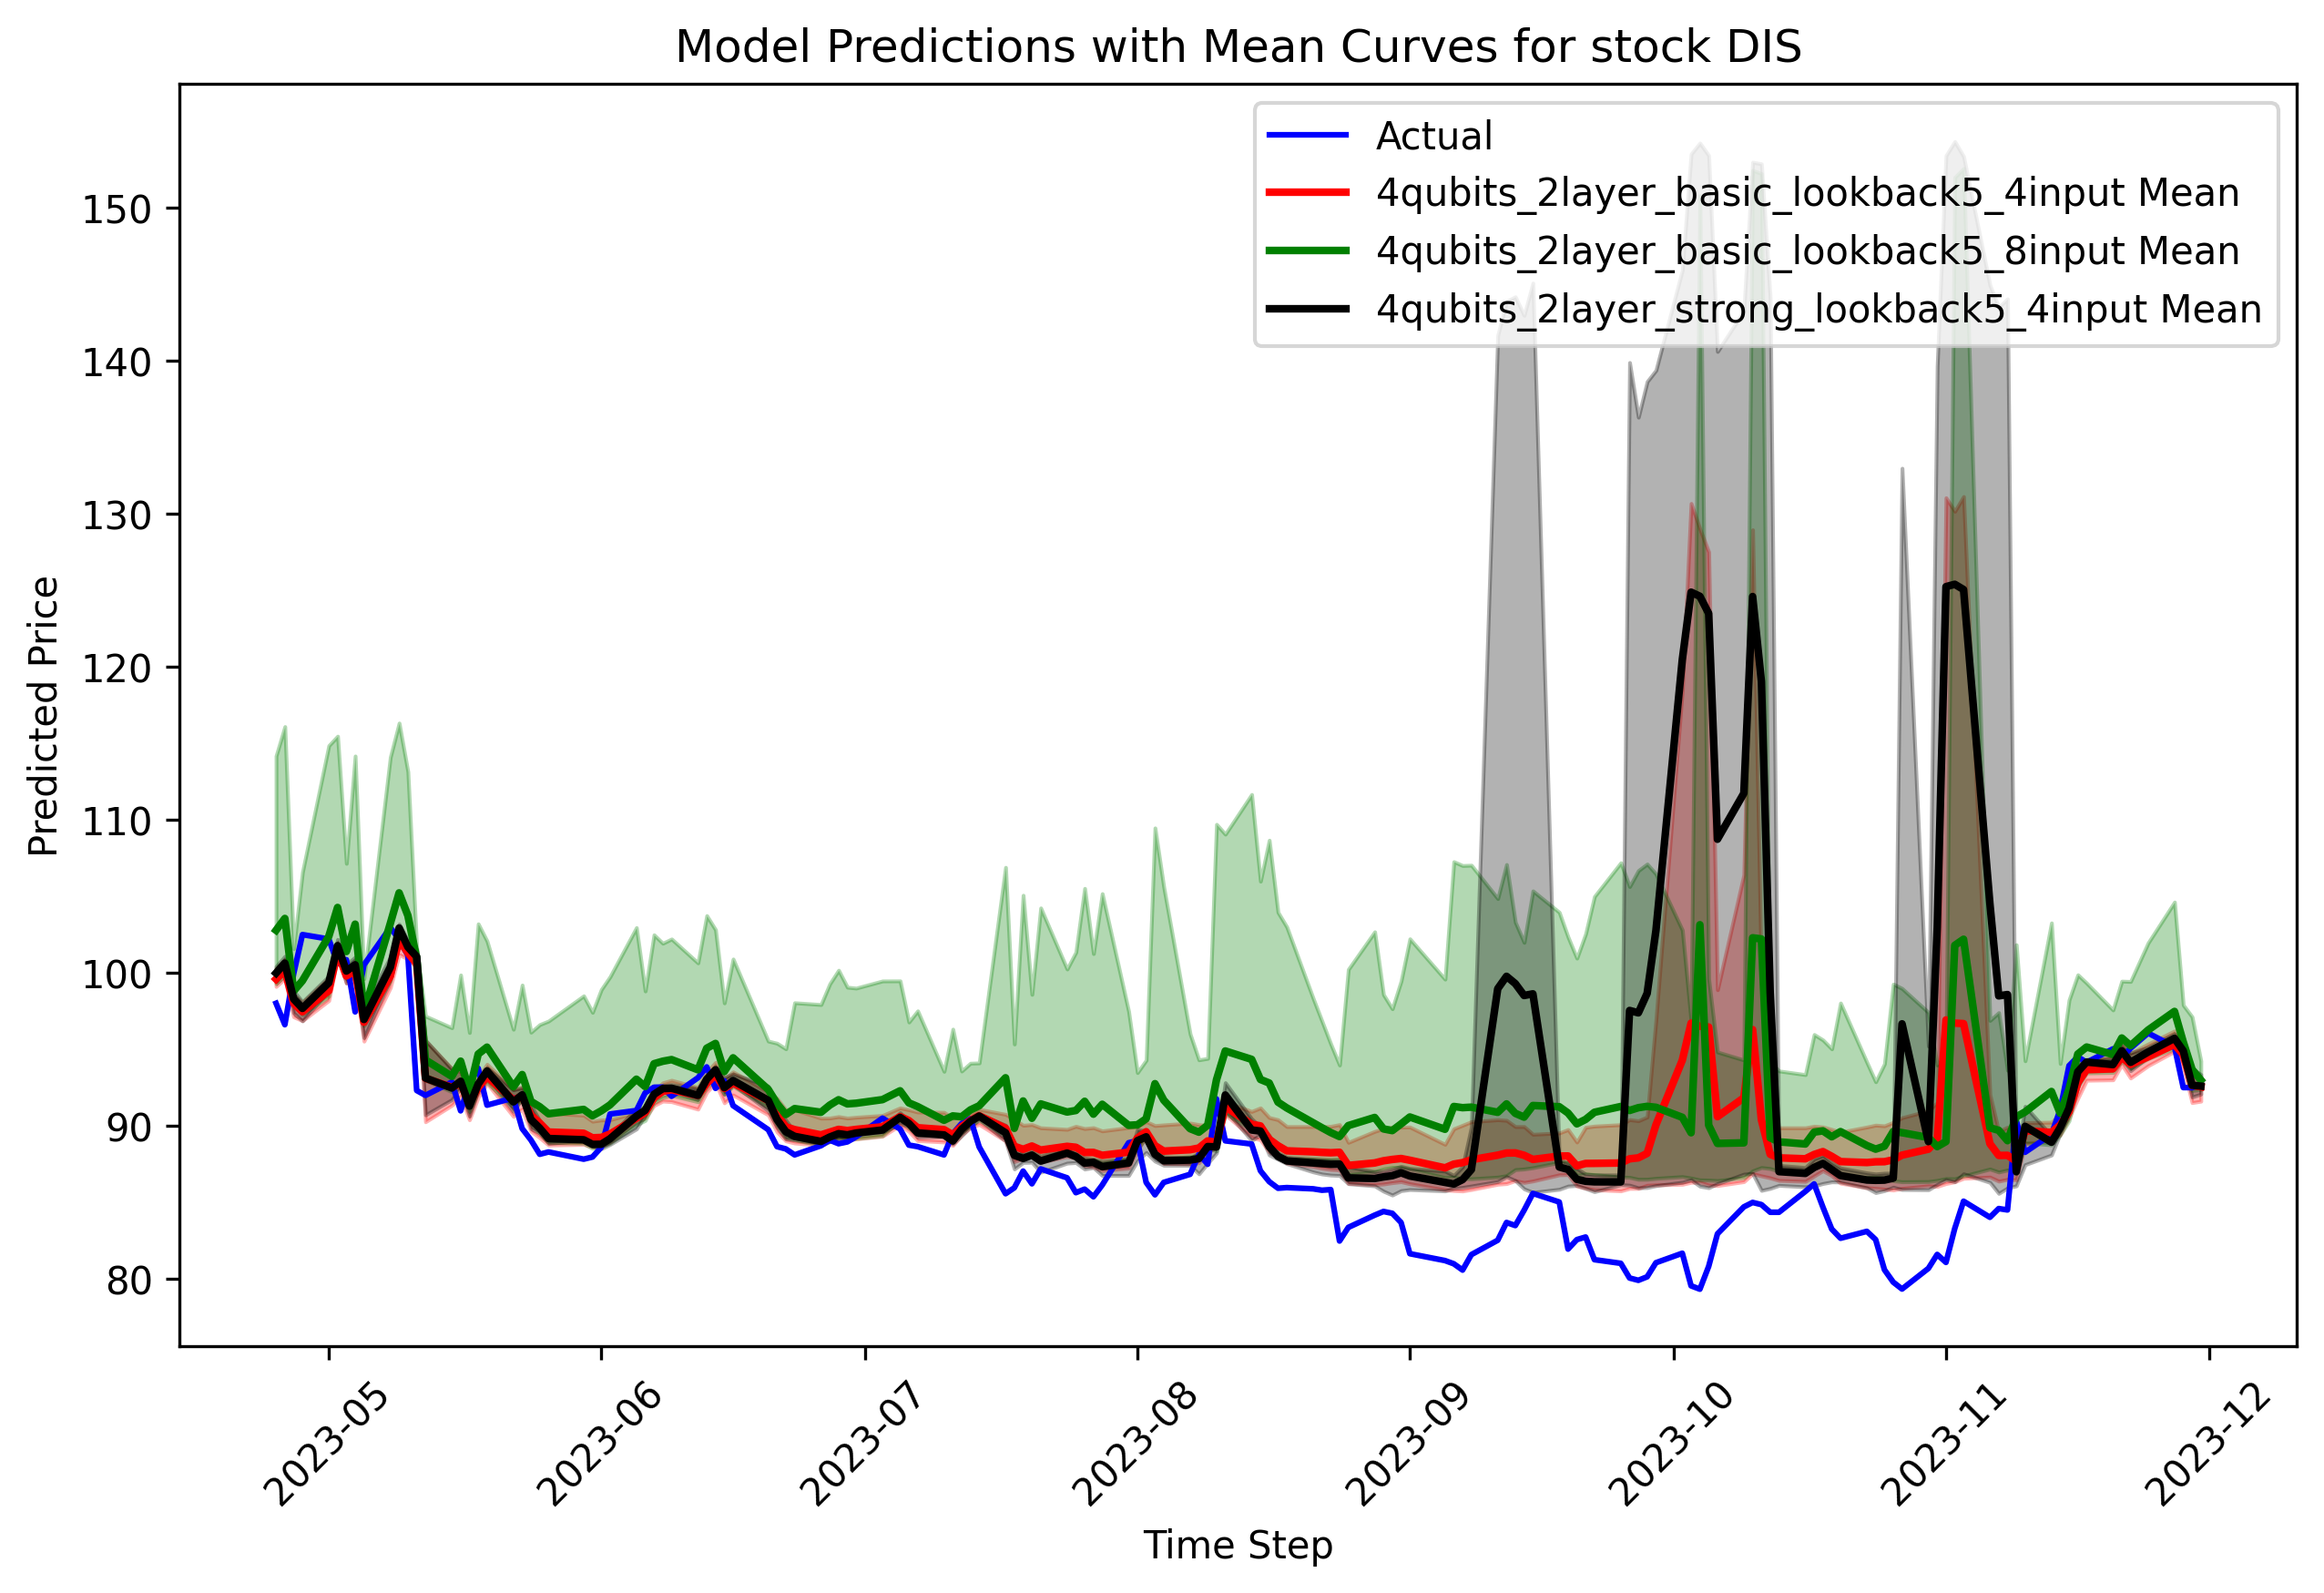 Model Predictions with Mean Curves for stock DIS
Actual
4qubits_2layer_basic_lookback5_4input Mean
4qubits_2layer_basic_lookback5_8input Mean
4qubits_2layer_strong_lookback5_4input Mean
Predicted Price
150
140
130
120
110
100
90
80
2023-05
2023-06
2023-07
2023-08
2023-09
2023-10
2023-11
2023-12
Time Step